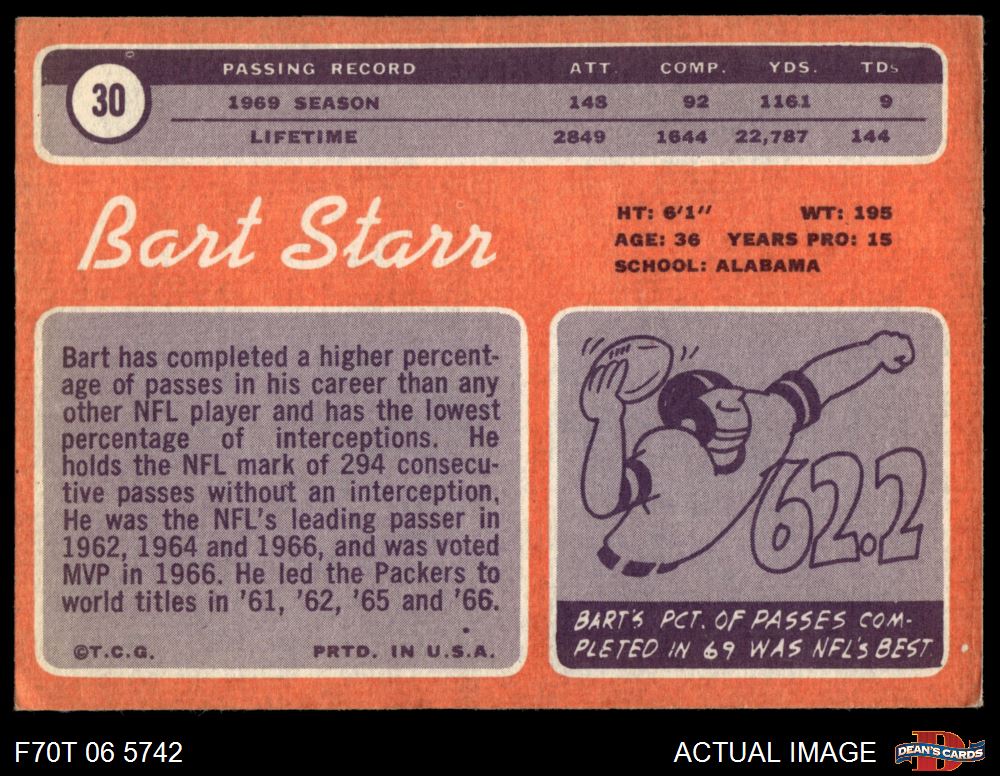 PASSING RECORD ATT. COMP. YDS. TDs
30
1969 SEASON 148 92 1161 9
LIFETIME 2849 1644 22,787 144
Bart Starr
HT: 6'1" WT: 195
AGE: 36 YEARS PRO: 15
SCHOOL: ALABAMA
Bart has completed a higher percent-
age of passes in his career than any
other NFL player and has the lowest
percentage of interceptions. He
holds the NFL mark of 294 consecu-
tive passes without an interception.
He was the NFL's leading passer in
1962, 1964 and 1966, and was voted
MVP in 1966. He led the Packers to
world titles in '61, '62, '65 and '66.
©T.C.G. PRTD. IN U.S.A.
62.2
BART'S PCT. OF PASSES COM-
PLETED IN 69 WAS NFL'S BEST.
F70T 06 5742
ACTUAL IMAGE
D
DEAN'S CARDS